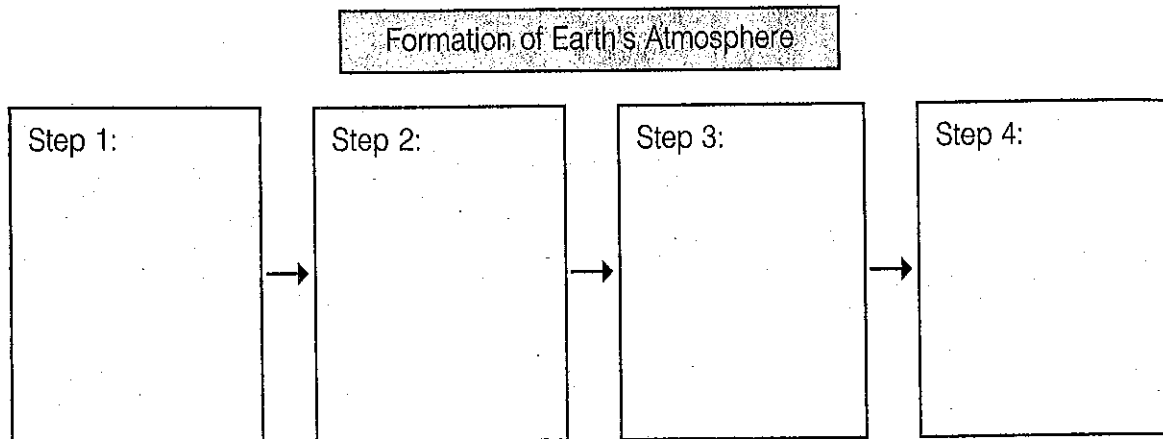 Formation of Earth's Atmosphere
Step 1:
Step 2:
Step 3:
Step 4: